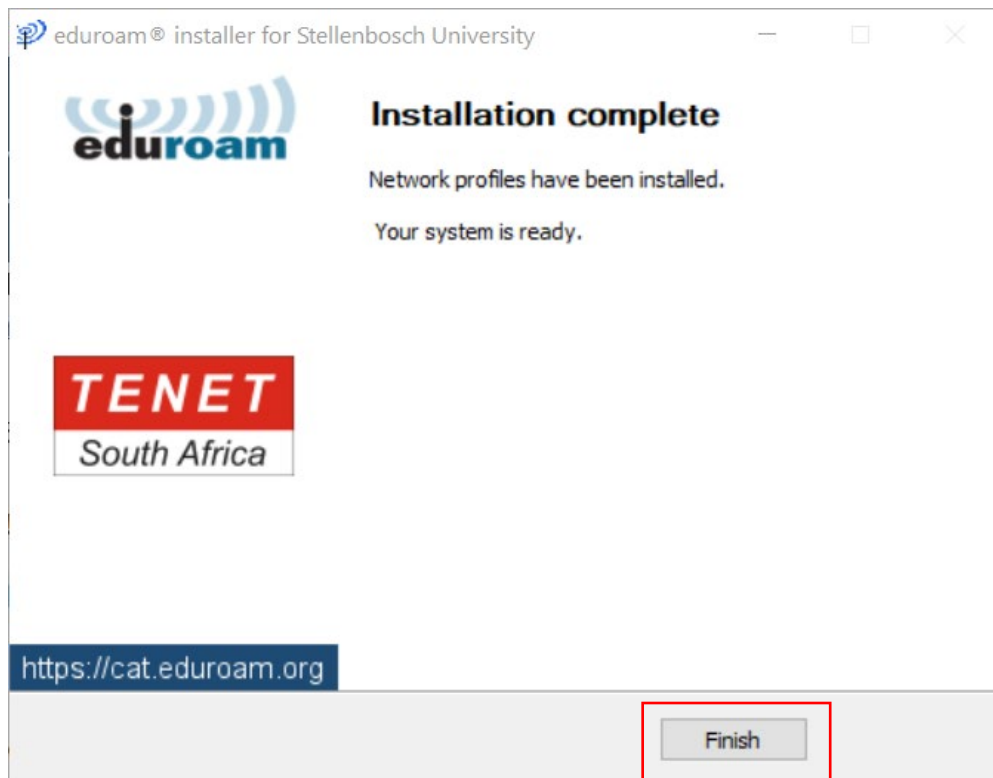 eduroam® installer for Stellenbosch University
eduroam
Installation complete
Network profiles have been installed.
Your system is ready.
TENET
South Africa
https://cat.eduroam.org
Finish